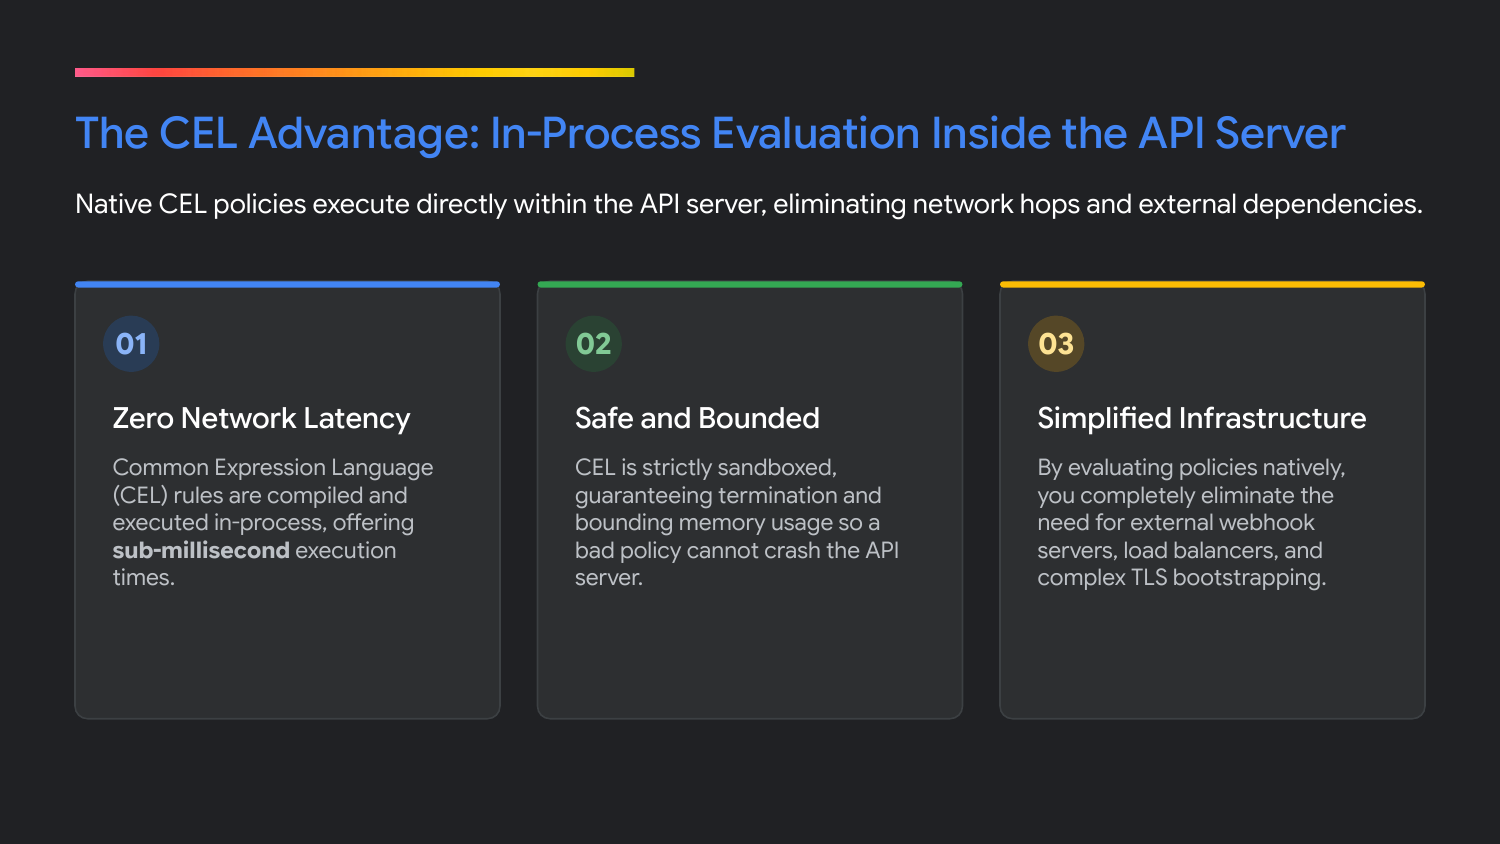 The CEL Advantage: In-Process Evaluation Inside the API Server
Native CEL policies execute directly within the API server, eliminating network hops and external dependencies.
01
Zero Network Latency
Common Expression Language
(CEL) rules are compiled and
executed in-process, offering
sub-millisecond execution
times.
02
Safe and Bounded
CEL is strictly sandboxed,
guaranteeing termination and
bounding memory usage so a
bad policy cannot crash the API
server.
03
Simplified Infrastructure
By evaluating policies natively,
you completely eliminate the
need for external webhook
servers, load balancers, and
complex TLS bootstrapping.